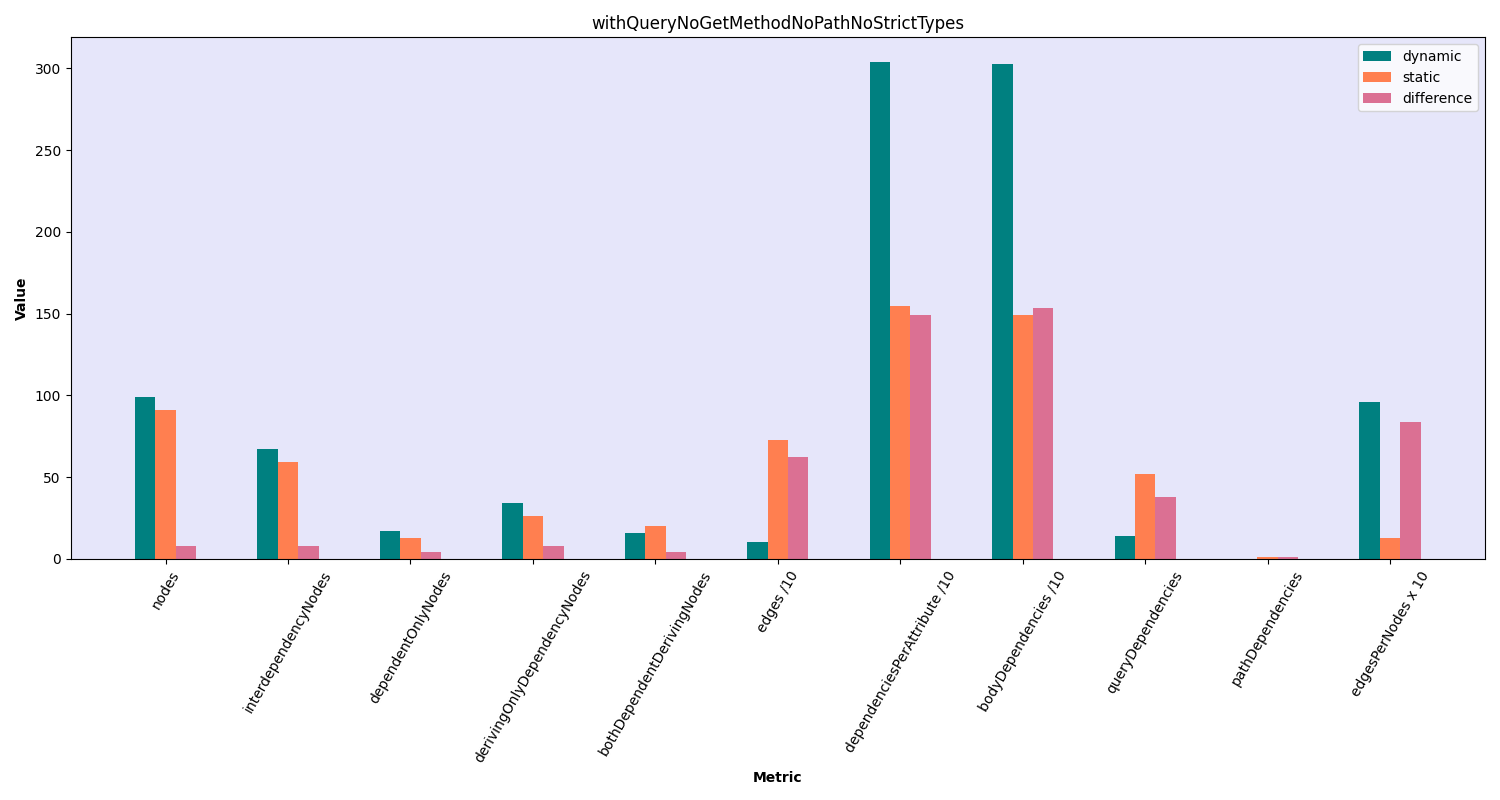 withQueryNoGetMethodNoPathNoStrictTypes
dynamic
static
difference
Value
300
250
200
150
100
50
0
nodes
interdependencyNodes
dependentOnlyNodes
derivingOnlyDependencyNodes
bothDependentDerivingNodes
edges /10
dependenciesPerAttribute /10
bodyDependencies /10
queryDependencies
pathDependencies
edgesPerNodes x 10
Metric